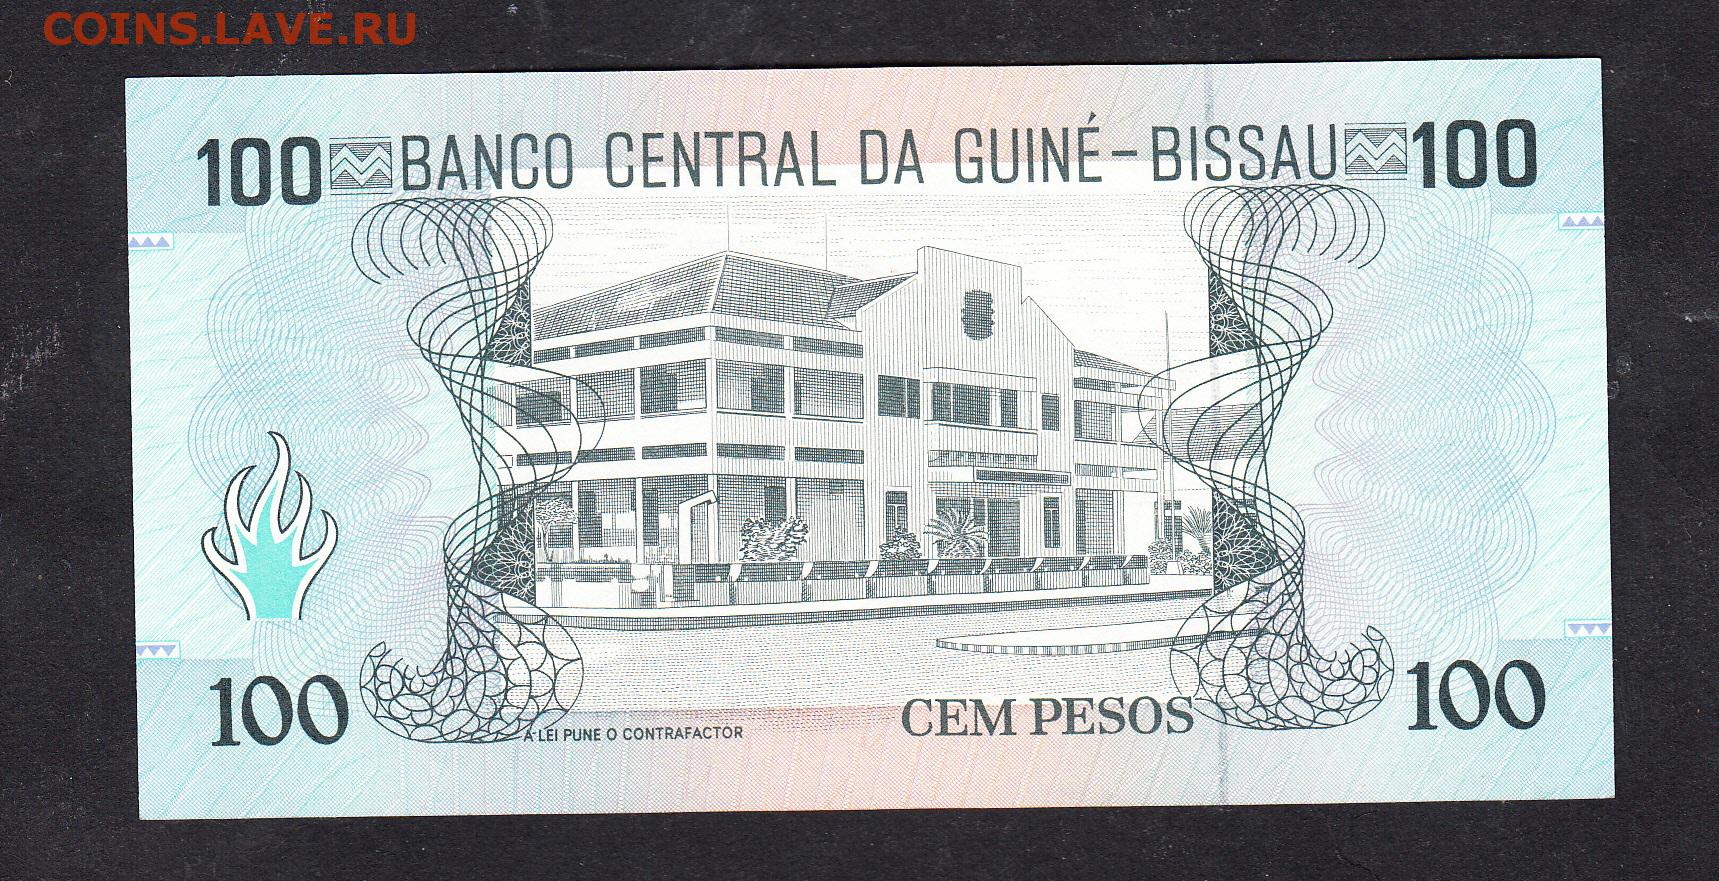 COINS.LAVE.RU
100 BANCO CENTRAL DA GUINÉ-BISSAU 100
100 A LEI PUNE O CONTRAFACTOR CEM PESOS 100